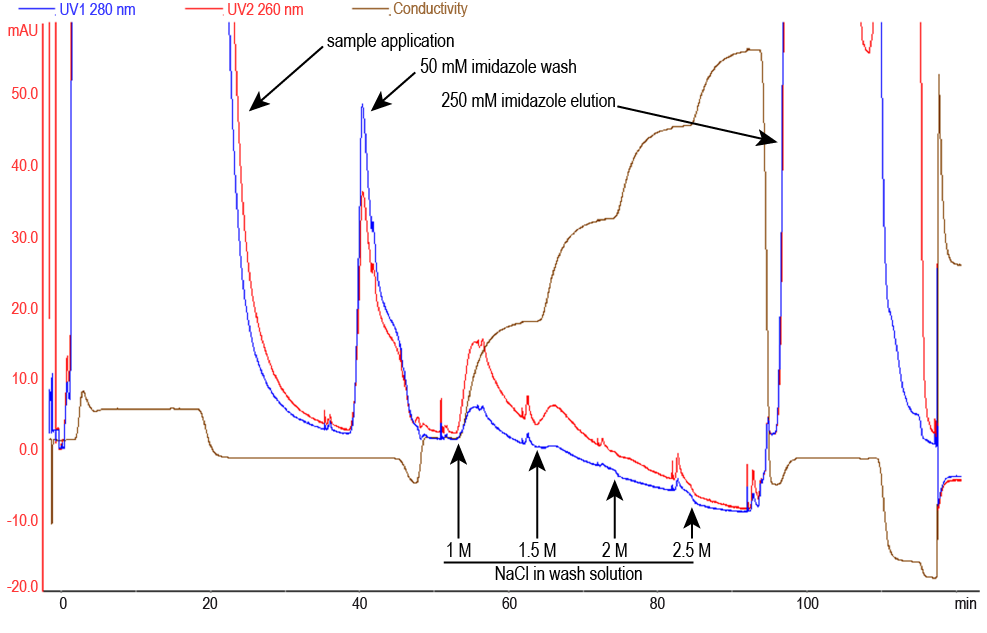 UV1 280 nm UV2 260 nm Conductivity
mAU
sample application
50 mM imidazole wash
250 mM imidazole elution
50.0
40.0
30.0
20.0
10.0
0.0
-10.0
-20.0
1 M 1.5 M 2 M 2.5 M
NaCl in wash solution
0 20 40 60 80 100 min